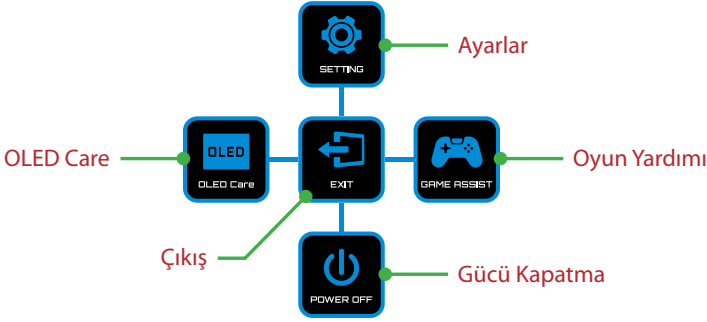 SETTING
Ayarlar
OLED Care
OLED
OLED Care
EXIT
GAME ASSIST
Oyun Yardımı
Çıkış
POWER OFF
Gücü Kapatma